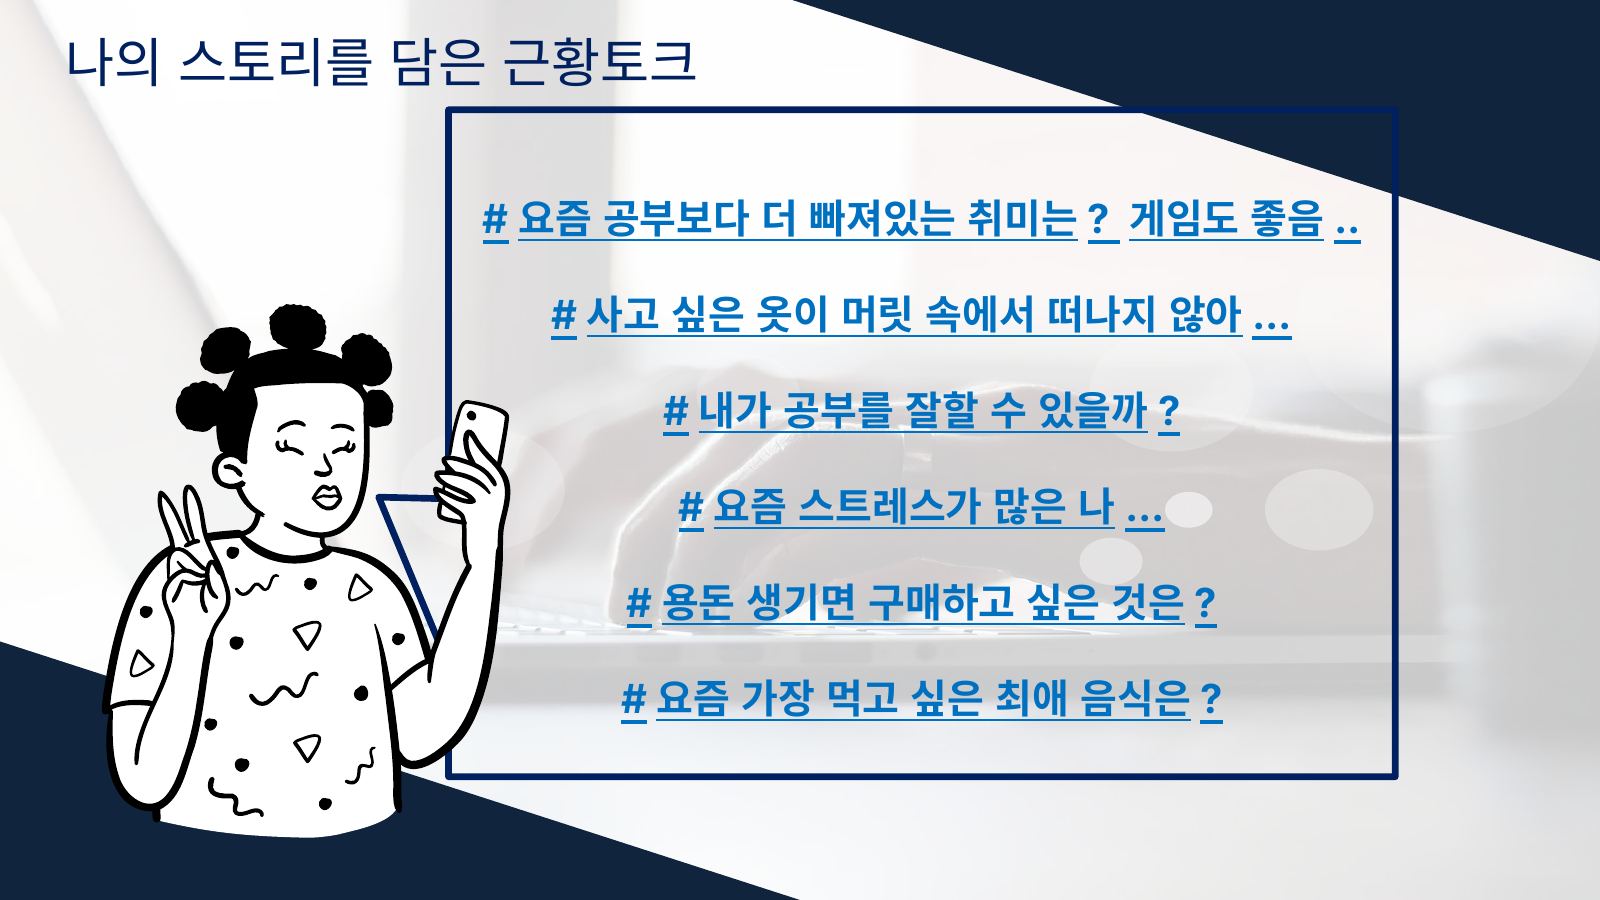 나의 스토리를 담은 근황토크
# 요즘 공부보다 더 빠져있는 취미는 ? 게임도 좋음 ..
# 사고 싶은 옷이 머릿 속에서 떠나지 않아 ...
# 내가 공부를 잘할 수 있을까 ?
# 요즘 스트레스가 많은 나 ...
# 용돈 생기면 구매하고 싶은 것은 ?
# 요즘 가장 먹고 싶은 최애 음식은 ?